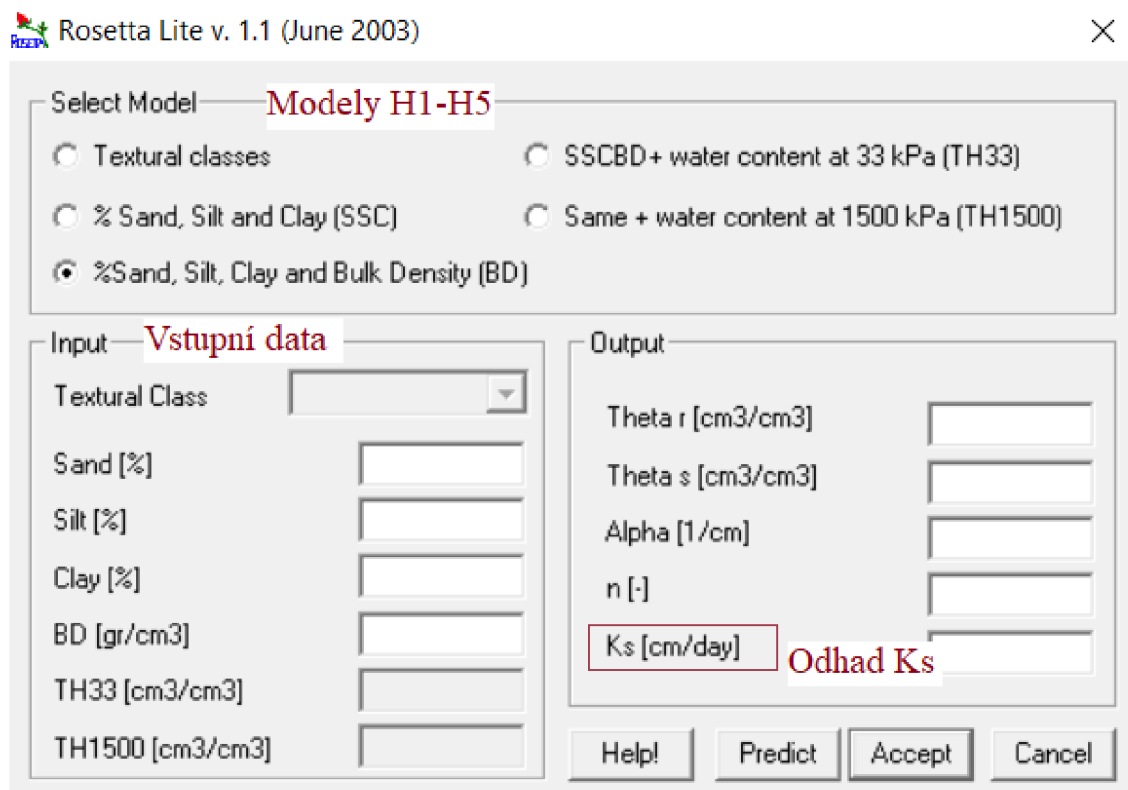 ROSETTA
Rosetta Lite v. 1.1 (June 2003)
Select Model
Modely H1-H5
Textural classes
SSCBD+ water content at 33 kPa (TH33)
% Sand, Silt and Clay (SSC)
Same + water content at 1500 kPa (TH1500)
%Sand, Silt, Clay and Bulk Density (BD)
Input
Vstupní data
Textural Class
Sand [%]
Silt [%]
Clay [%]
BD [gr/cm3]
TH33 [cm3/cm3]
TH1500 [cm3/cm3]
Output
Theta r [cm3/cm3]
Theta s [cm3/cm3]
Alpha [1/cm]
n [-]
Ks [cm/day]
Odhad Ks
Help!
Predict
Accept
Cancel